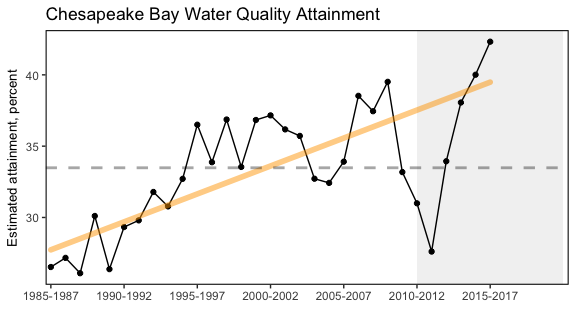 Chesapeake Bay Water Quality Attainment
Estimated attainment, percent
40
35
30
1985-1987 1990-1992 1995-1997 2000-2002 2005-2007 2010-2012 2015-2017